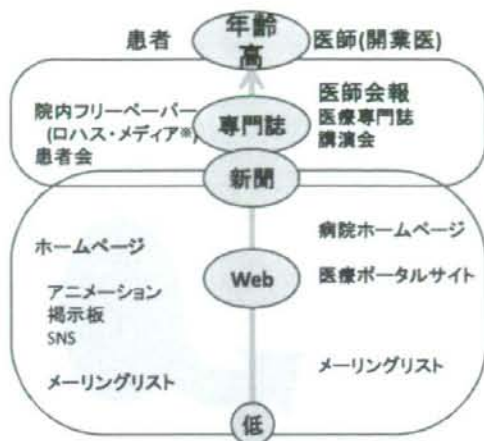 患者
年齢
高
医師(開業医)
院内フリーペーパー
(ロハス・メディア※)
患者会
専門誌
医師会報
医療専門誌
講演会
新聞
ホームページ
アニメーション
掲示板
SNS
メーリングリスト
Web
病院ホームページ
医療ポータルサイト
メーリングリスト
低